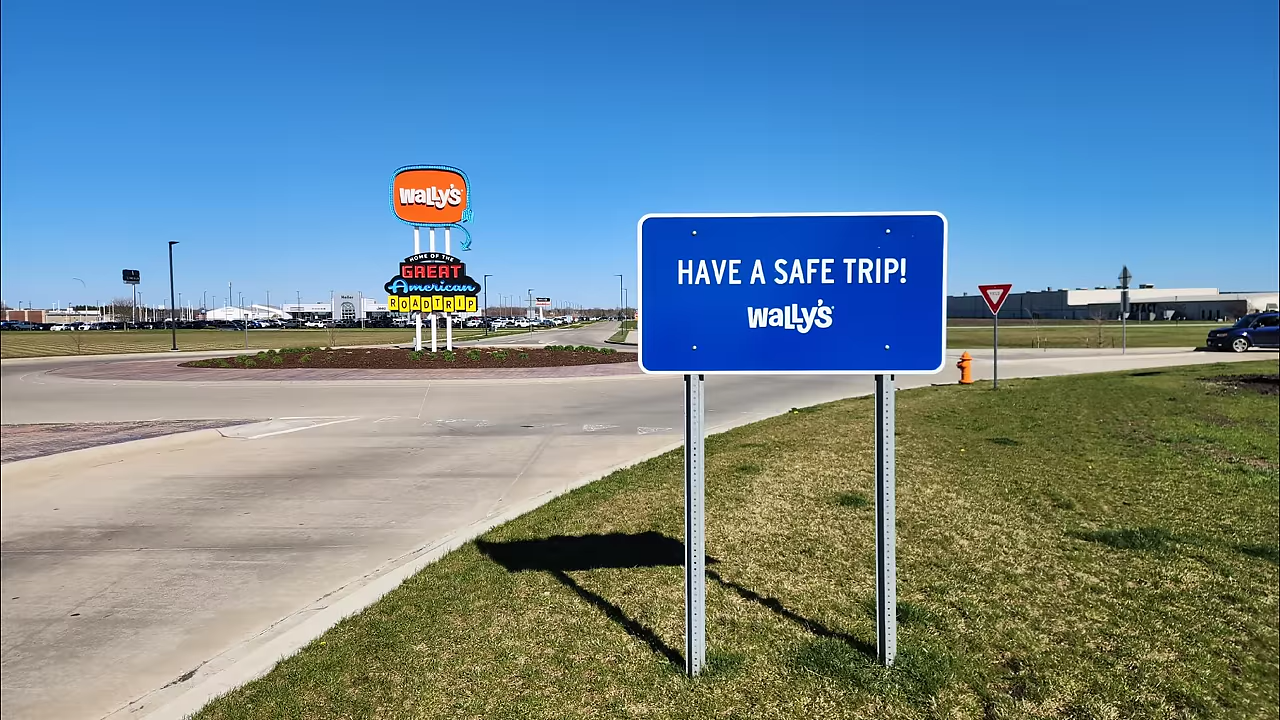 wally's
HOME OF THE
GREAT
American
ROADTRIP
HAVE A SAFE TRIP!
wally's